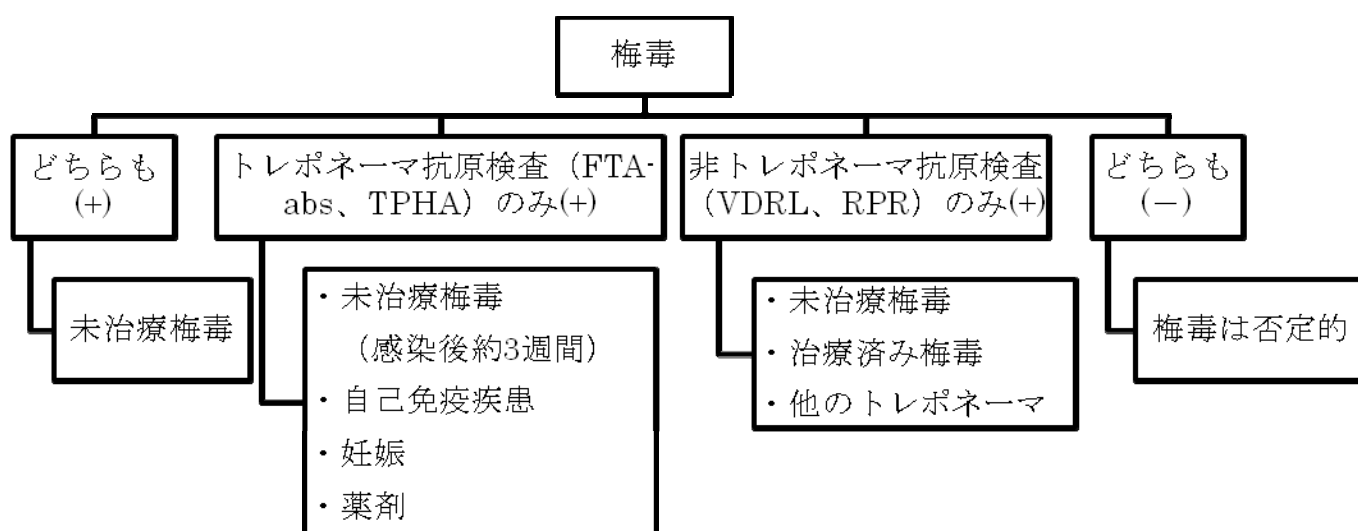 梅毒
どちらも
(+)
トレポネーマ抗原検査（FTA-
abs、TPHA）のみ(+)
非トレポネーマ抗原検査
（VDRL、RPR）のみ(+)
どちらも
(－)
未治療梅毒
・未治療梅毒
（感染後約3週間）
・自己免疫疾患
・妊娠
・薬剤
・未治療梅毒
・治療済み梅毒
・他のトレポネーマ
梅毒は否定的